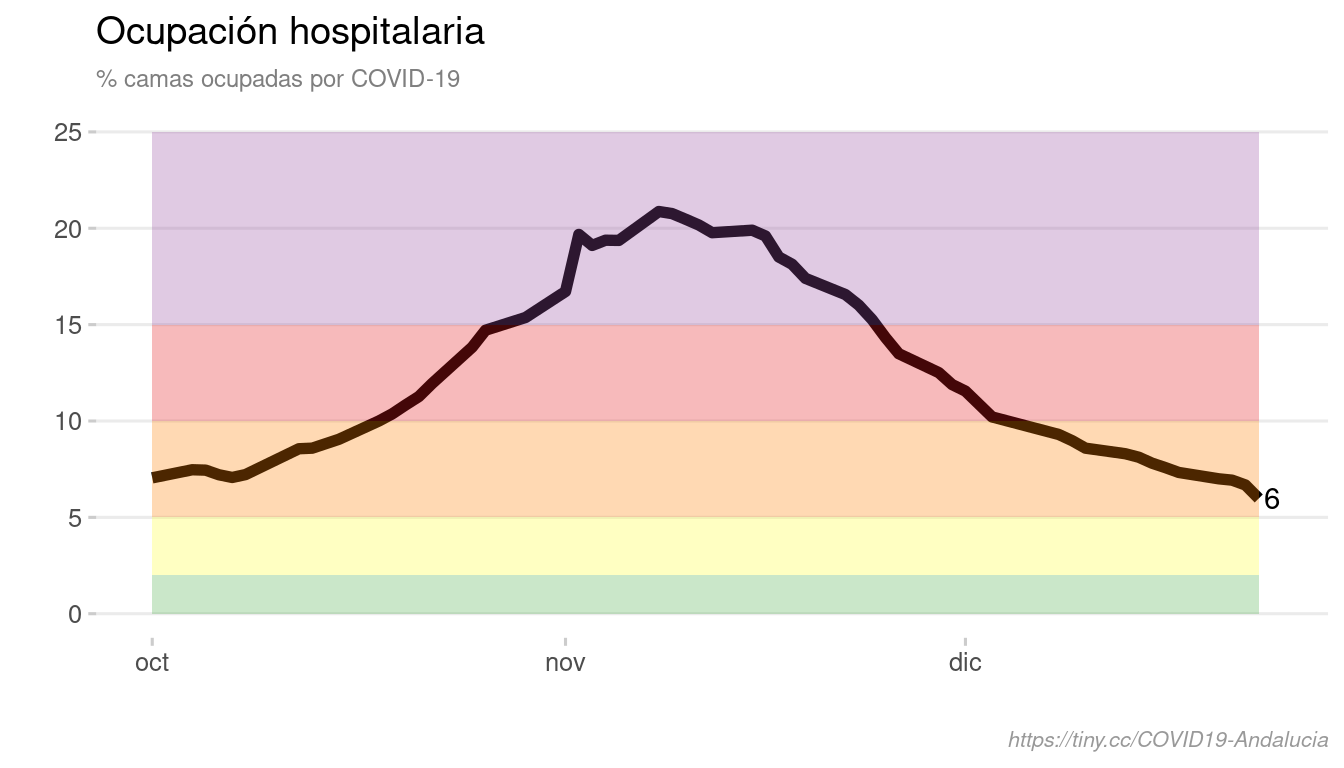 Ocupación hospitalaria
% camas ocupadas por COVID-19
25
20
15
10
5
0
6
oct nov dic
https://tiny.cc/COVID19-Andalucia